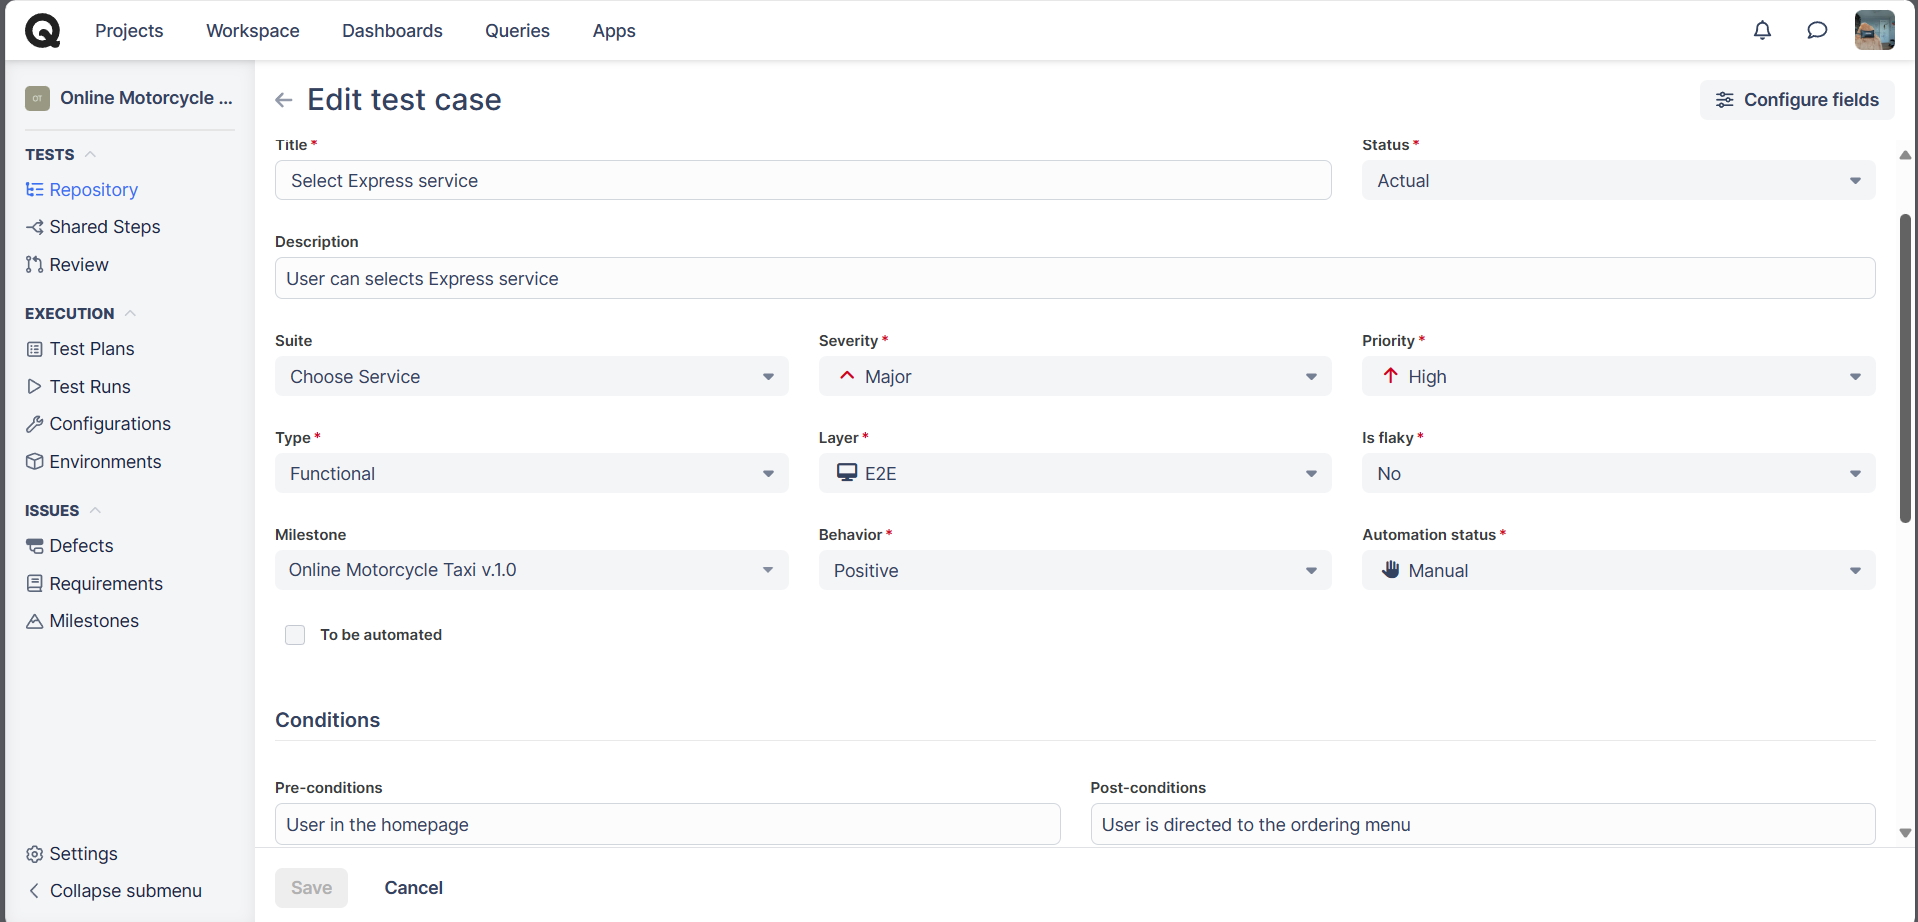 Projects Workspace Dashboards Queries Apps
OT Online Motorcycle ...
TESTS
Repository
Shared Steps
Review
EXECUTION
Test Plans
Test Runs
Configurations
Environments
ISSUES
Defects
Requirements
Milestones
Settings
Collapse submenu
Edit test case
Configure fields
Title *
Status *
Select Express service
Actual
Description
User can selects Express service
Suite
Severity *
Priority *
Choose Service
Major
High
Type *
Layer *
Is flaky *
Functional
E2E
No
Milestone
Behavior *
Automation status *
Online Motorcycle Taxi v.1.0
Positive
Manual
To be automated
Conditions
Pre-conditions
Post-conditions
User in the homepage
User is directed to the ordering menu
Save
Cancel